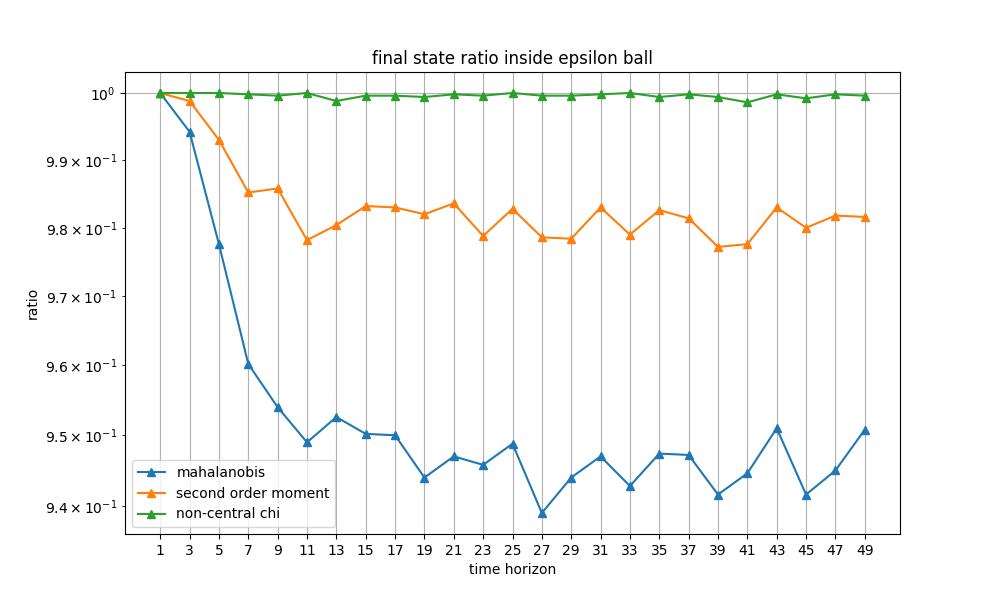 final state ratio inside epsilon ball
ratio
10⁰
9.9 × 10⁻¹
9.8 × 10⁻¹
9.7 × 10⁻¹
9.6 × 10⁻¹
9.5 × 10⁻¹
9.4 × 10⁻¹
mahalanobis
second order moment
non-central chi
1 3 5 7 9 11 13 15 17 19 21 23 25 27 29 31 33 35 37 39 41 43 45 47 49
time horizon